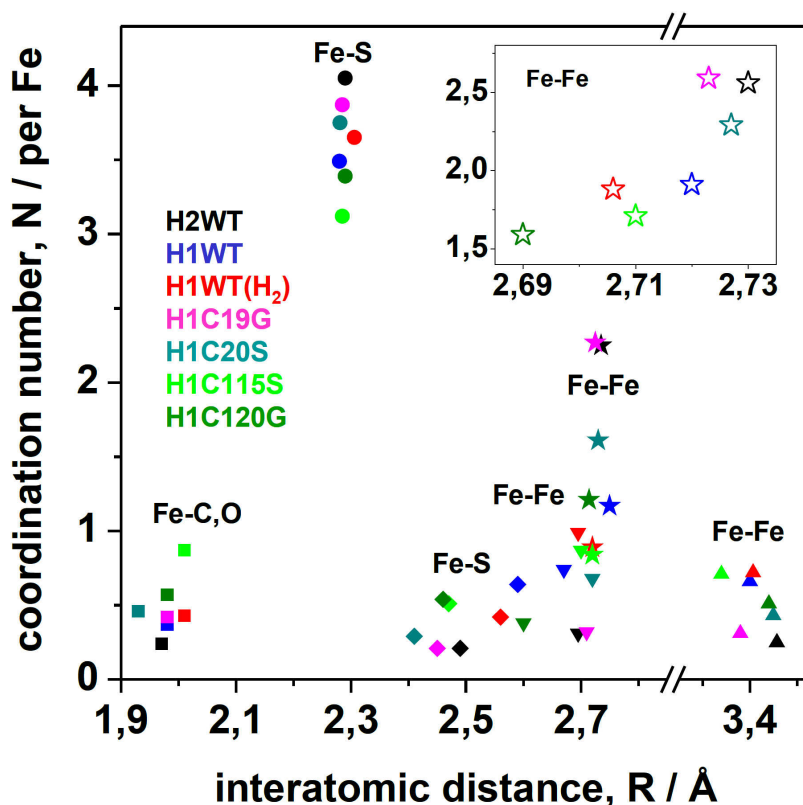 coordination number, N / per Fe
4
3
2
1
0
Fe-S
H2WT
H1WT
H1WT(H₂)
H1C19G
H1C20S
H1C115S
H1C120G
Fe-C,O
Fe-S
Fe-Fe
Fe-Fe
Fe-Fe
Fe-Fe
2,5
2,0
1,5
2,69
2,71
2,73
1,9
2,1
2,3
2,5
2,7
3,4
interatomic distance, R / Å